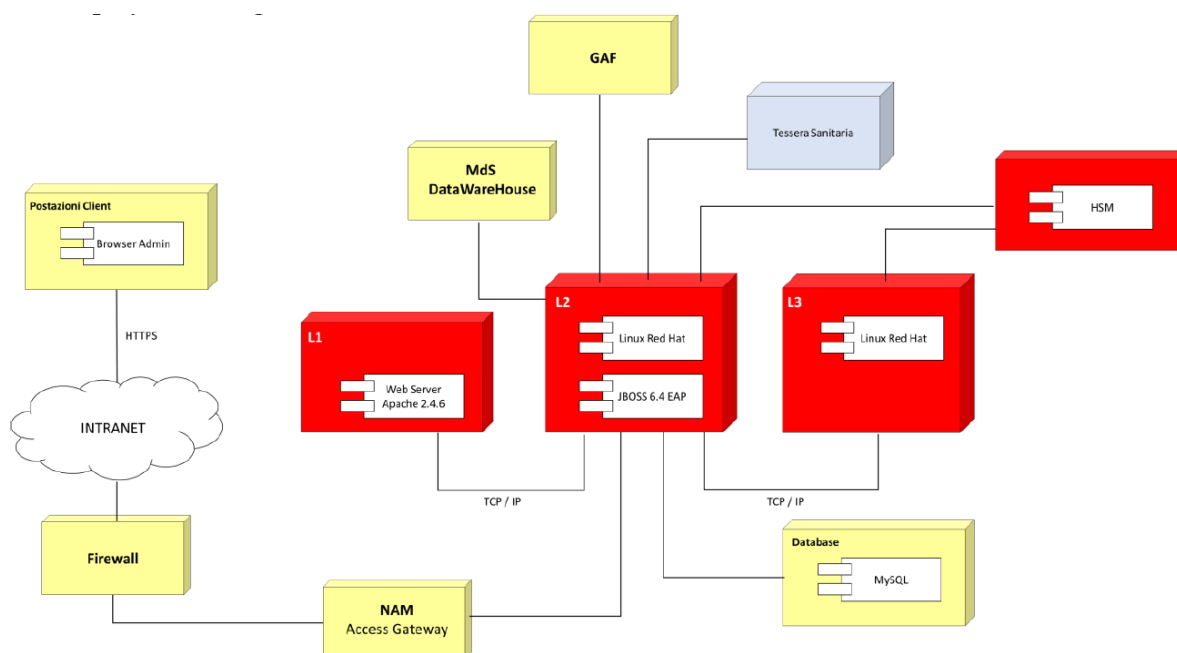 GAF
Tessera Sanitaria
MdS
DataWareHouse
HSM
Postazioni Client
Browser Admin
HTTPS
INTRANET
Firewall
NAM
Access Gateway
L1
Web Server
Apache 2.4.6
TCP / IP
L2
Linux Red Hat
JBOSS 6.4 EAP
L3
Linux Red Hat
TCP / IP
Database
MySQL